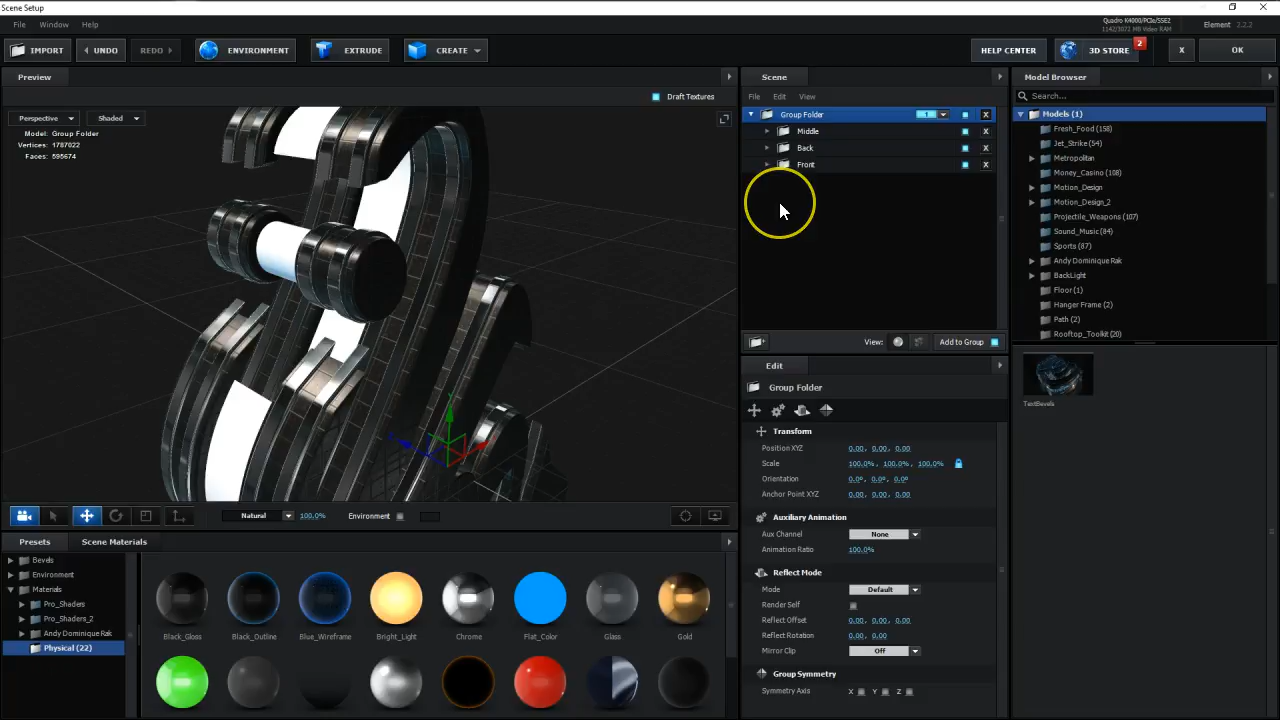 Scene Setup
File Window Help
Quadro K4000/PCIe/SSE2
1142/3072 MB Video RAM
Element 2.2.2
IMPORT UNDO REDO ENVIRONMENT EXTRUDE CREATE HELP CENTER 3D STORE 2 X OK
Preview
Draft Textures
Perspective Shaded
Model: Group Folder
Vertices: 1787022
Faces: 595674
Natural 100.0% Environment
Scene
File Edit View
Group Folder 1 X
Middle X
Back X
Front X
View: Add to Group
Edit
Group Folder
Transform
Position XYZ 0.00, 0.00, 0.00
Scale 100.0%, 100.0%, 100.0%
Orientation 0.0°, 0.0°, 0.0°
Anchor Point XYZ 0.00, 0.00, 0.00
Auxiliary Animation
Aux Channel None
Animation Ratio 100.0%
Reflect Mode
Mode Default
Render Self
Reflect Offset 0.00, 0.00, 0.00
Reflect Rotation 0.00, 0.00
Mirror Clip Off
Group Symmetry
Symmetry Axis X Y Z
Model Browser
Search...
Models (1)
Fresh_Food (158)
Jet_Strike (54)
Metropolitan
Money_Casino (108)
Motion_Design
Motion_Design_2
Projectile_Weapons (107)
Sound_Music (84)
Sports (87)
Andy Dominique Rak
BackLight
Floor (1)
Hanger Frame (2)
Path (2)
Rooftop_Toolkit (20)
TextBevels
Presets Scene Materials
Bevels
Environment
Materials
Pro_Shaders
Pro_Shaders_2
Andy Dominique Rak
Physical (22)
Black_Gloss Black_Outline Blue_Wireframe Bright_Light Chrome Flat_Color Glass Gold